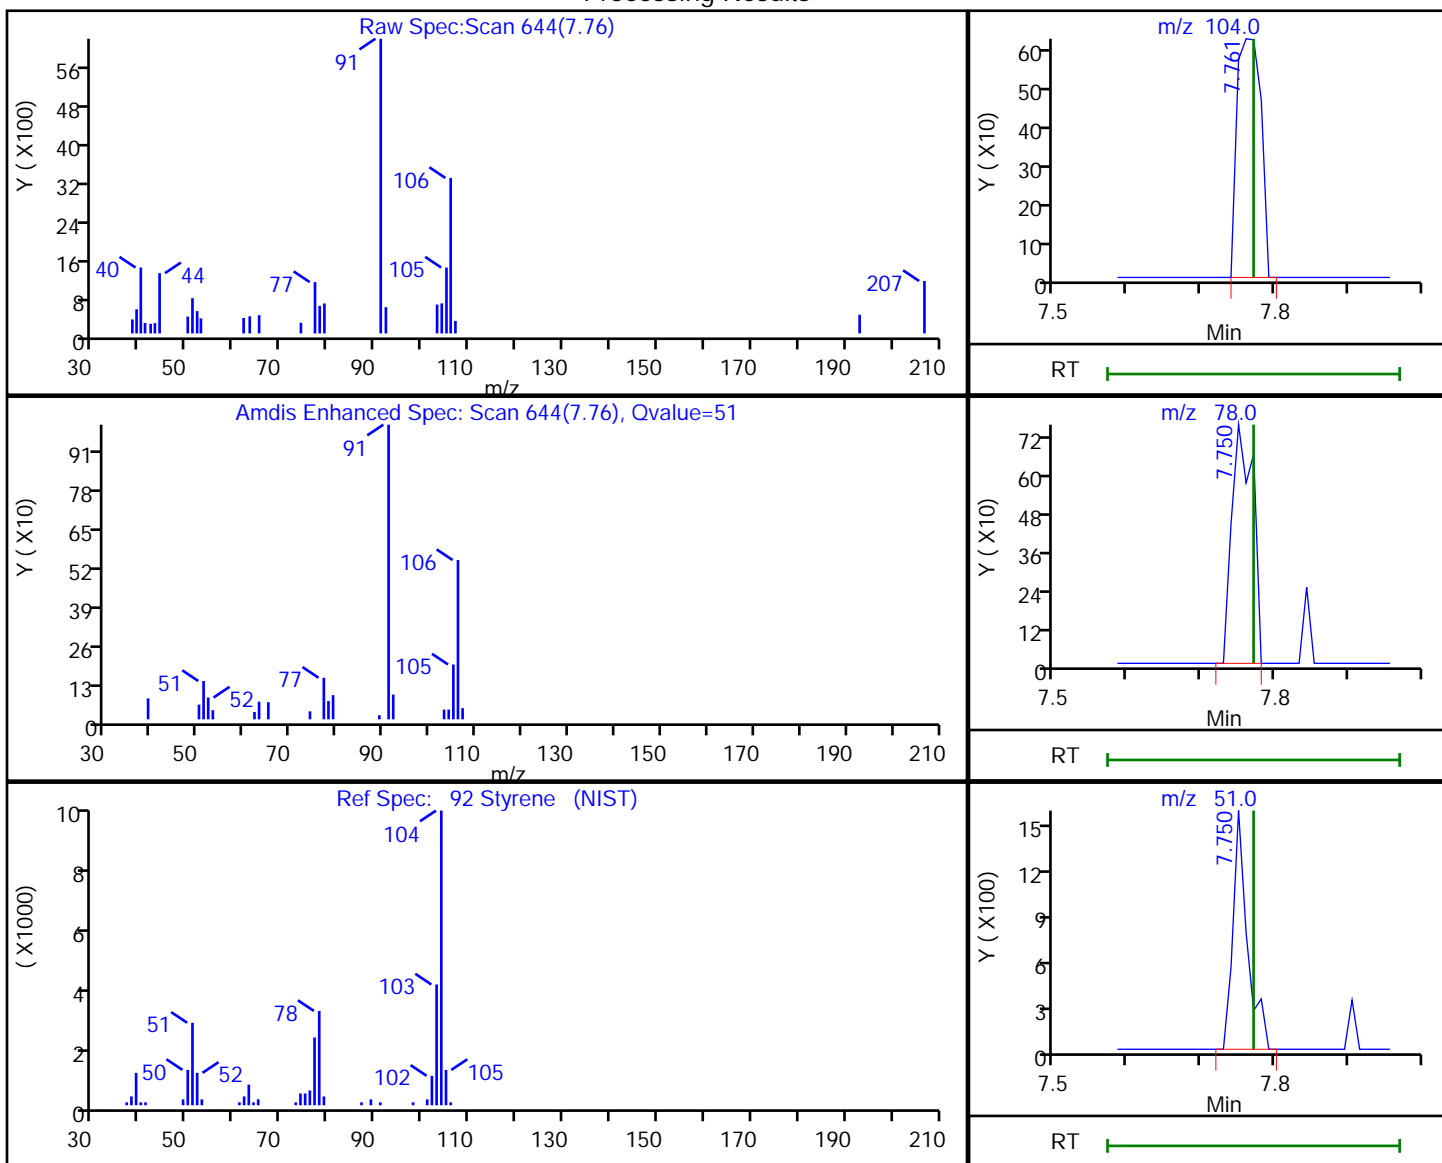 Processing Results
Raw Spec:Scan 644(7.76)
Y ( X100)
56
48
40
32
24
16
8
0
91
106
105
77
40
44
207
30 50 70 90 110 130 150 170 190 210
m/z
m/z 104.0
Y ( X10)
60
50
40
30
20
10
0
7.761
7.5 7.8
Min
RT
Amdis Enhanced Spec: Scan 644(7.76), Qvalue=51
Y ( X10)
91
78
65
52
39
26
13
0
91
106
105
77
51
52
30 50 70 90 110 130 150 170 190 210
m/z
m/z 78.0
Y ( X10)
72
60
48
36
24
12
0
7.750
7.5 7.8
Min
RT
Ref Spec: 92 Styrene (NIST)
( X1000)
10
8
6
4
2
0
104
103
78
51
50
52
102
105
30 50 70 90 110 130 150 170 190 210
m/z 51.0
Y ( X100)
15
12
9
6
3
0
7.750
7.5 7.8
Min
RT